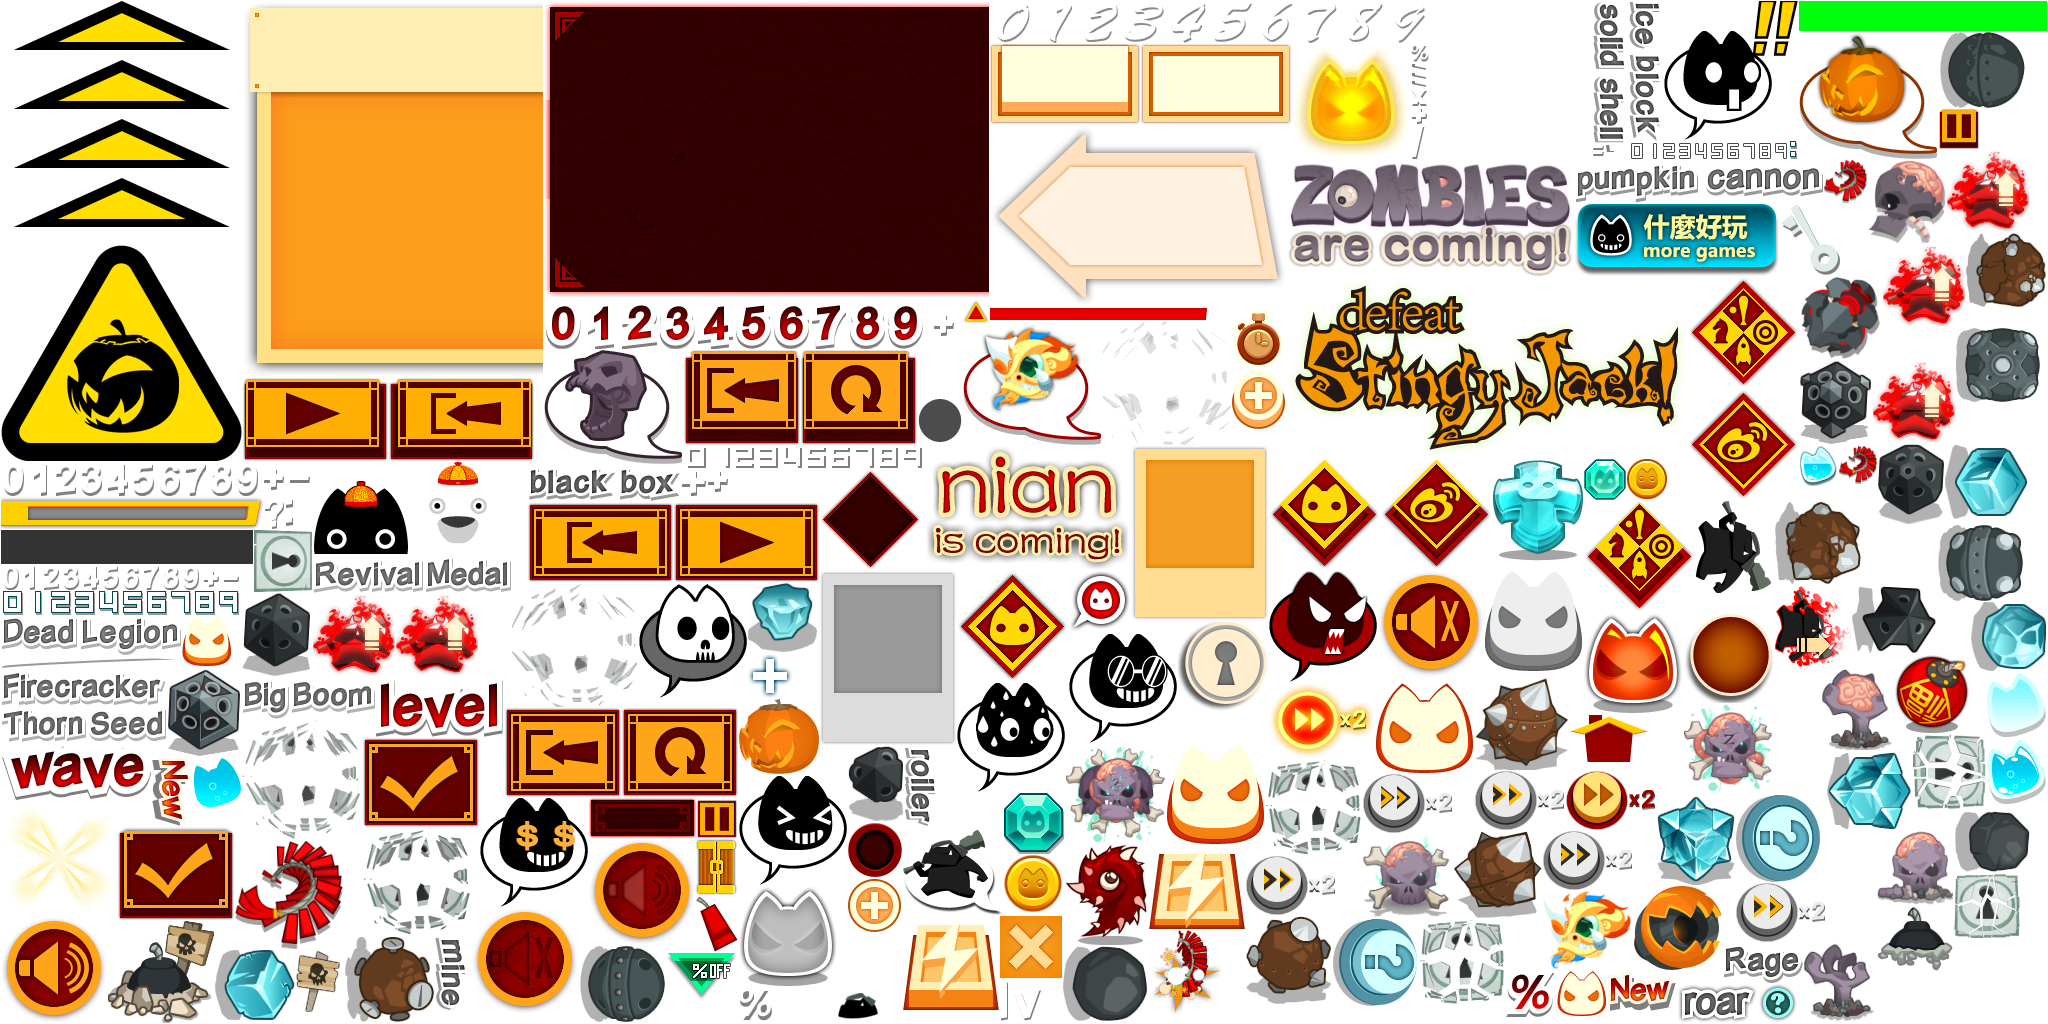 0123456789
%
ice block
solid shell
!!
0123456789:
pumpkin cannon
ZOMBIES
are coming!
什麼好玩
more games
0123456789+
defeat
Stingy Jack!
0123456789
0123456789+-
?:
black box ++
nian
is coming!
Revival Medal
0123456789+-
0123456789
Dead Legion
Firecracker
Thorn Seed
Big Boom
level
wave
New
roller
x2
x2
x2
x2
x2
x2
x2
$ $
mine
% OFF
%
IV
Rage
% New
roar
?